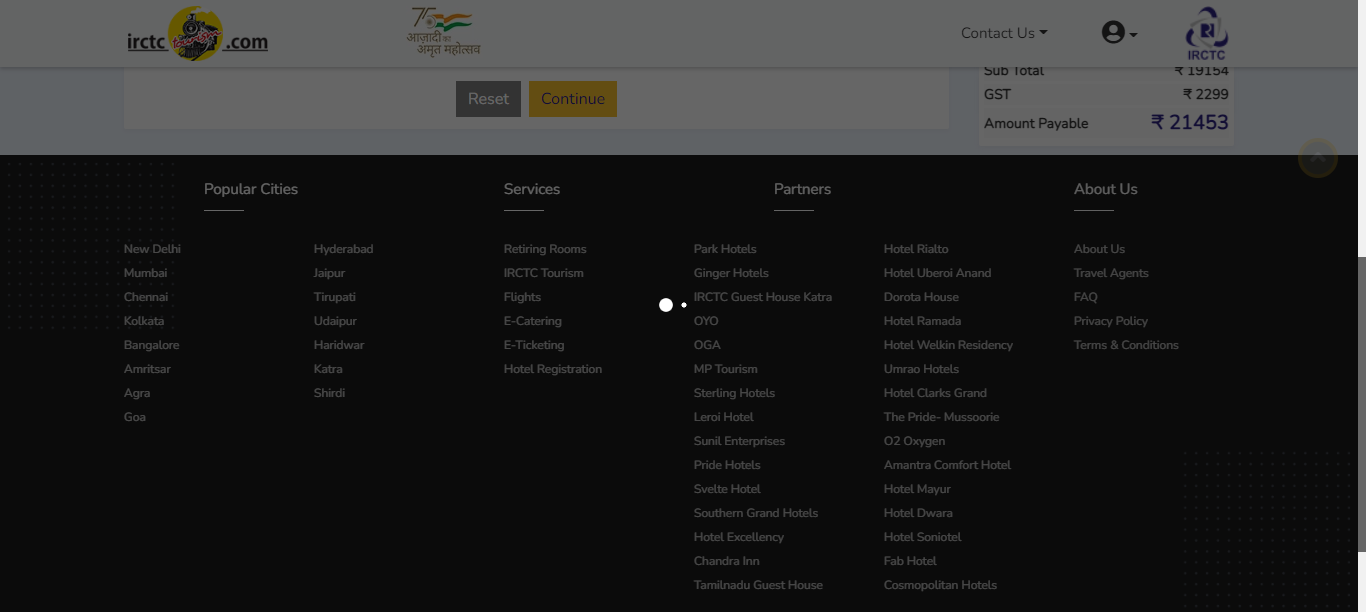 irctc tourism .com
75
आज़ादी का
अमृत महोत्सव
Contact Us
IRCTC
Sub Total ₹ 19154
GST ₹ 2299
Amount Payable ₹ 21453
Reset Continue
Popular Cities
New Delhi
Mumbai
Chennai
Kolkata
Bangalore
Amritsar
Agra
Goa
Hyderabad
Jaipur
Tirupati
Udaipur
Haridwar
Katra
Shirdi
Services
Retiring Rooms
IRCTC Tourism
Flights
E-Catering
E-Ticketing
Hotel Registration
Partners
Park Hotels
Ginger Hotels
IRCTC Guest House Katra
OYO
OGA
MP Tourism
Sterling Hotels
Leroi Hotel
Sunil Enterprises
Pride Hotels
Svelte Hotel
Southern Grand Hotels
Hotel Excellency
Chandra Inn
Tamilnadu Guest House
Hotel Rialto
Hotel Uberoi Anand
Dorota House
Hotel Ramada
Hotel Welkin Residency
Umrao Hotels
Hotel Clarks Grand
The Pride- Mussoorie
O2 Oxygen
Amantra Comfort Hotel
Hotel Mayur
Hotel Dwara
Hotel Soniotel
Fab Hotel
Cosmopolitan Hotels
About Us
About Us
Travel Agents
FAQ
Privacy Policy
Terms & Conditions